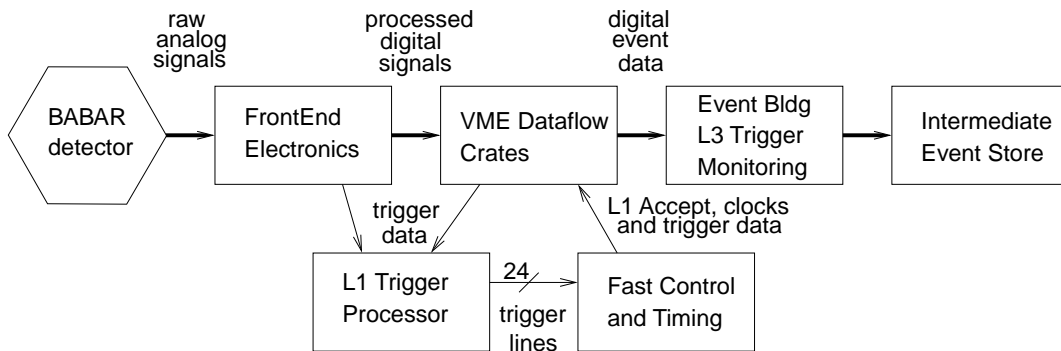 raw
analog
signals
processed
digital
signals
digital
event
data
BABAR
detector
FrontEnd
Electronics
VME Dataflow
Crates
Event Bldg
L3 Trigger
Monitoring
Intermediate
Event Store
trigger
data
L1 Accept, clocks
and trigger data
L1 Trigger
Processor
24
trigger
lines
Fast Control
and Timing